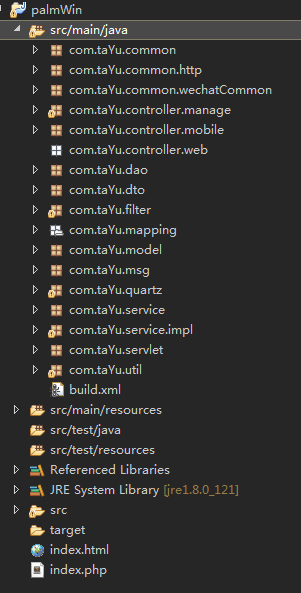 palmWin
src/main/java
com.taYu.common
com.taYu.common.http
com.taYu.common.wechatCommon
com.taYu.controller.manage
com.taYu.controller.mobile
com.taYu.controller.web
com.taYu.dao
com.taYu.dto
com.taYu.filter
com.taYu.mapping
com.taYu.model
com.taYu.msg
com.taYu.quartz
com.taYu.service
com.taYu.service.impl
com.taYu.servlet
com.taYu.util
build.xml
src/main/resources
src/test/java
src/test/resources
Referenced Libraries
JRE System Library [jre1.8.0_121]
src
target
index.html
index.php